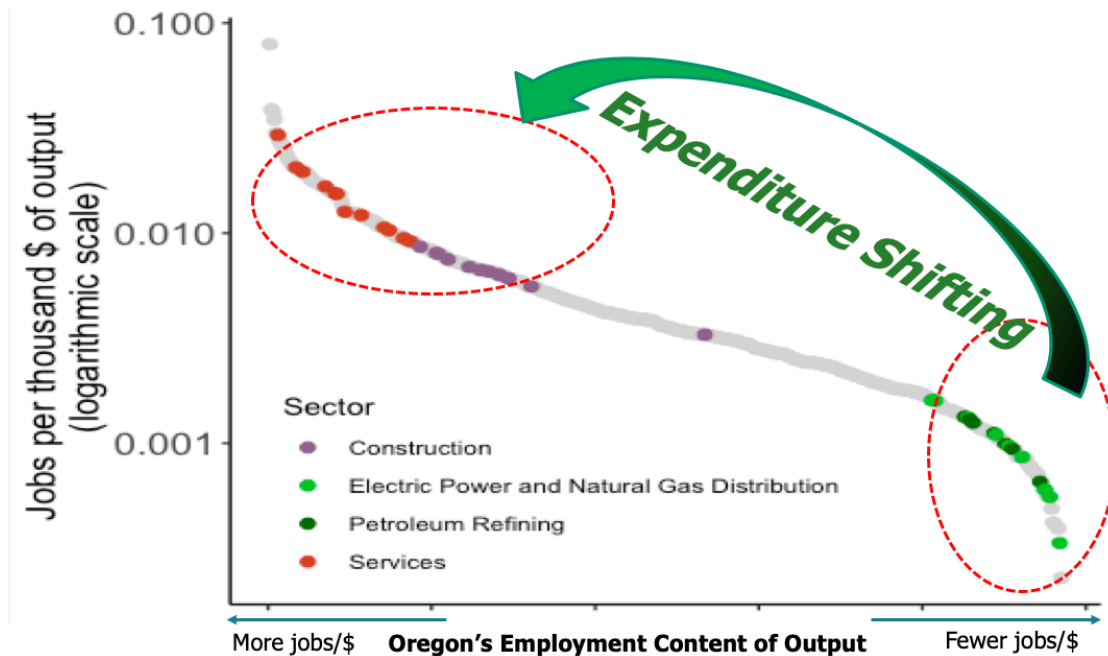 0.100
0.010
0.001
Jobs per thousand $ of output
(logarithmic scale)
Expenditure Shifting
Sector
Construction
Electric Power and Natural Gas Distribution
Petroleum Refining
Services
More jobs/$
Oregon's Employment Content of Output
Fewer jobs/$